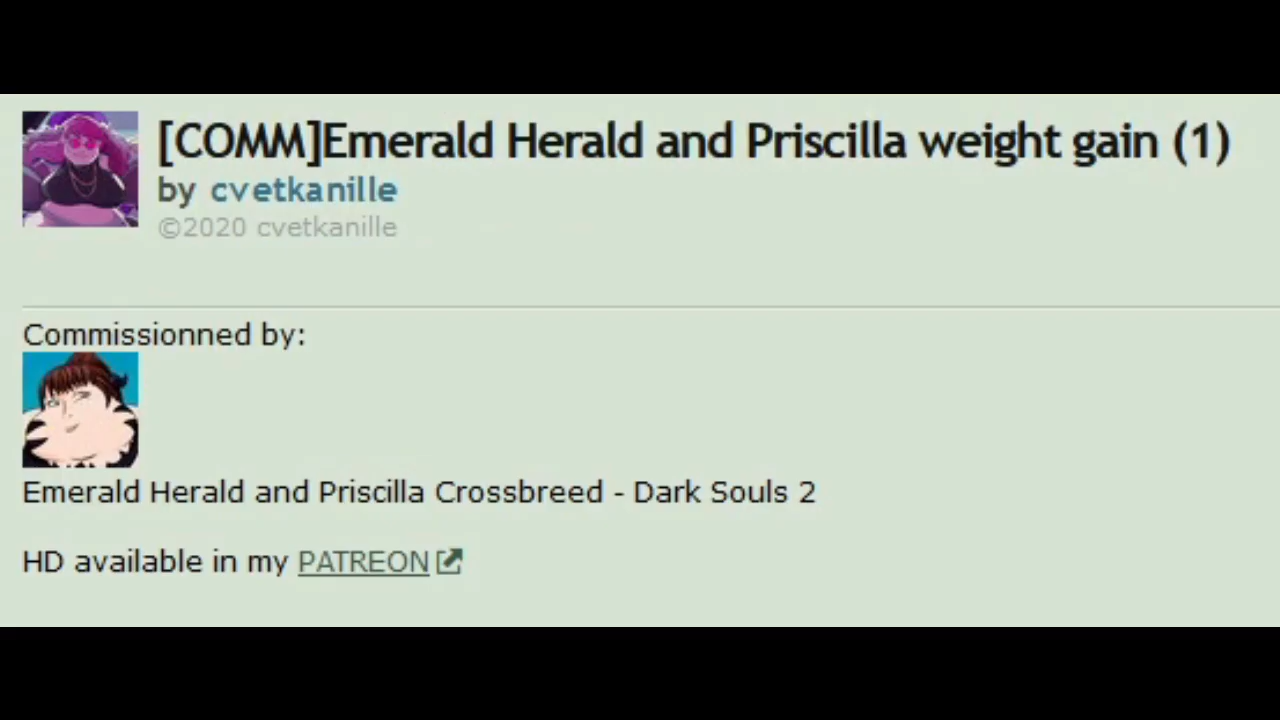 [COMM]Emerald Herald and Priscilla weight gain (1)
by cvetkanille
©2020 cvetkanille
Commissionned by:
Emerald Herald and Priscilla Crossbreed - Dark Souls 2
HD available in my PATREON